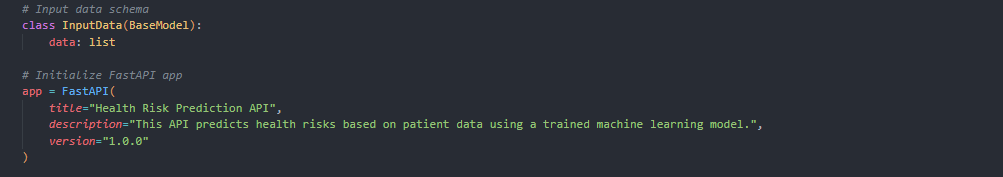 # Input data schema
class InputData(BaseModel):
    data: list
# Initialize FastAPI app
app = FastAPI(
    title="Health Risk Prediction API",
    description="This API predicts health risks based on patient data using a trained machine learning model.",
    version="1.0.0"
)